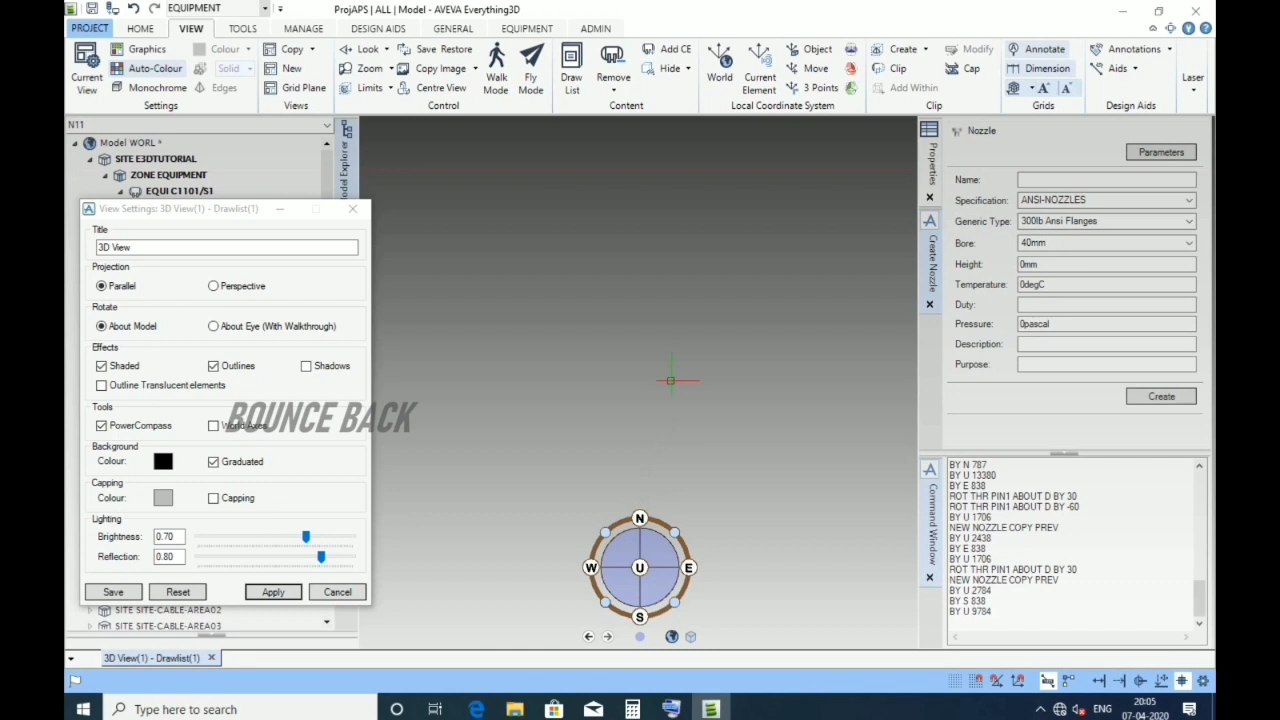 EQUIPMENT
ProjAPS | ALL | Model - AVEVA Everything3D
PROJECT HOME VIEW TOOLS MANAGE DESIGN AIDS GENERAL EQUIPMENT ADMIN
Current View
Graphics
Auto-Colour
Monochrome
Colour
Solid
Edges
Settings
Copy
New
Grid Plane
Views
Look
Zoom
Limits
Save Restore
Copy Image
Centre View
Walk Mode
Fly Mode
Control
Draw List
Remove
Add CE
Hide
Content
World
Current Element
Object
Move
3 Points
Local Coordinate System
Create
Clip
Add Within
Modify
Cap
Clip
Annotate
Dimension
A A
Grids
Annotations
Aids
Design Aids
Laser
N11
Model WORL *
SITE E3DTUTORIAL
ZONE EQUIPMENT
EQUI C1101/S1
Model Explorer
View Settings: 3D View(1) - Drawlist(1)
Title
3D View
Projection
Parallel
Perspective
Rotate
About Model
About Eye (With Walkthrough)
Effects
Shaded
Outlines
Shadows
Outline Translucent elements
Tools
PowerCompass
World Axes
BOUNCE BACK
Background
Colour:
Graduated
Capping
Colour:
Capping
Lighting
Brightness: 0.70
Reflection: 0.80
Save Reset Apply Cancel
SITE SITE-CABLE-AREA02
SITE SITE-CABLE-AREA03
N
W U E
S
Properties
Create Nozzle
Command Window
Nozzle
Parameters
Name:
Specification: ANSI-NOZZLES
Generic Type: 300lb Ansi Flanges
Bore: 40mm
Height: 0mm
Temperature: 0degC
Duty:
Pressure: 0pascal
Description:
Purpose:
Create
BY N 787
BY U 13380
BY E 838
ROT THR PIN1 ABOUT D BY 30
ROT THR PIN1 ABOUT D BY -60
BY U 1706
NEW NOZZLE COPY PREV
BY U 2438
BY E 838
BY U 1706
ROT THR PIN1 ABOUT D BY 30
NEW NOZZLE COPY PREV
BY U 2784
BY S 838
BY U 9784
3D View(1) - Drawlist(1)
Type here to search
ENG
20:05
07-04-2020